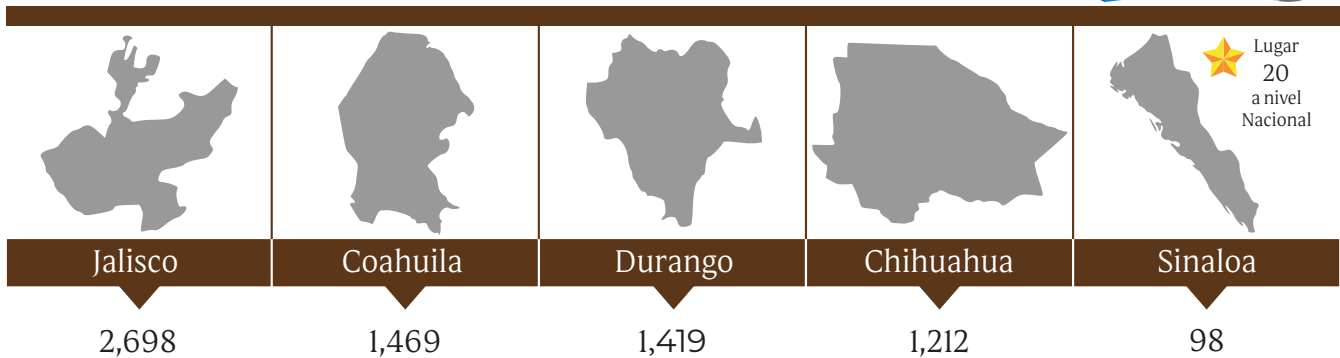 Lugar
20
a nivel
Nacional
Jalisco
Coahuila
Durango
Chihuahua
Sinaloa
2,698
1,469
1,419
1,212
98